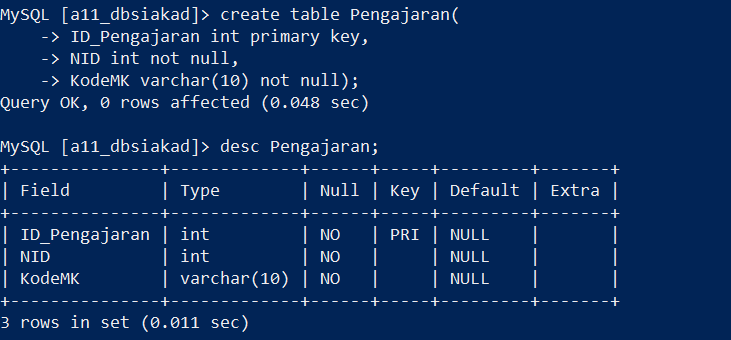 MySQL [a11_dbsiakad]> create table Pengajaran(
    -> ID_Pengajaran int primary key,
    -> NID int not null,
    -> KodeMK varchar(10) not null);
Query OK, 0 rows affected (0.048 sec)

MySQL [a11_dbsiakad]> desc Pengajaran;
+---------------+-------------+------+-----+---------+-------+
| Field         | Type        | Null | Key | Default | Extra |
+---------------+-------------+------+-----+---------+-------+
| ID_Pengajaran | int         | NO   | PRI | NULL    |       |
| NID           | int         | NO   |     | NULL    |       |
| KodeMK        | varchar(10) | NO   |     | NULL    |       |
+---------------+-------------+------+-----+---------+-------+
3 rows in set (0.011 sec)